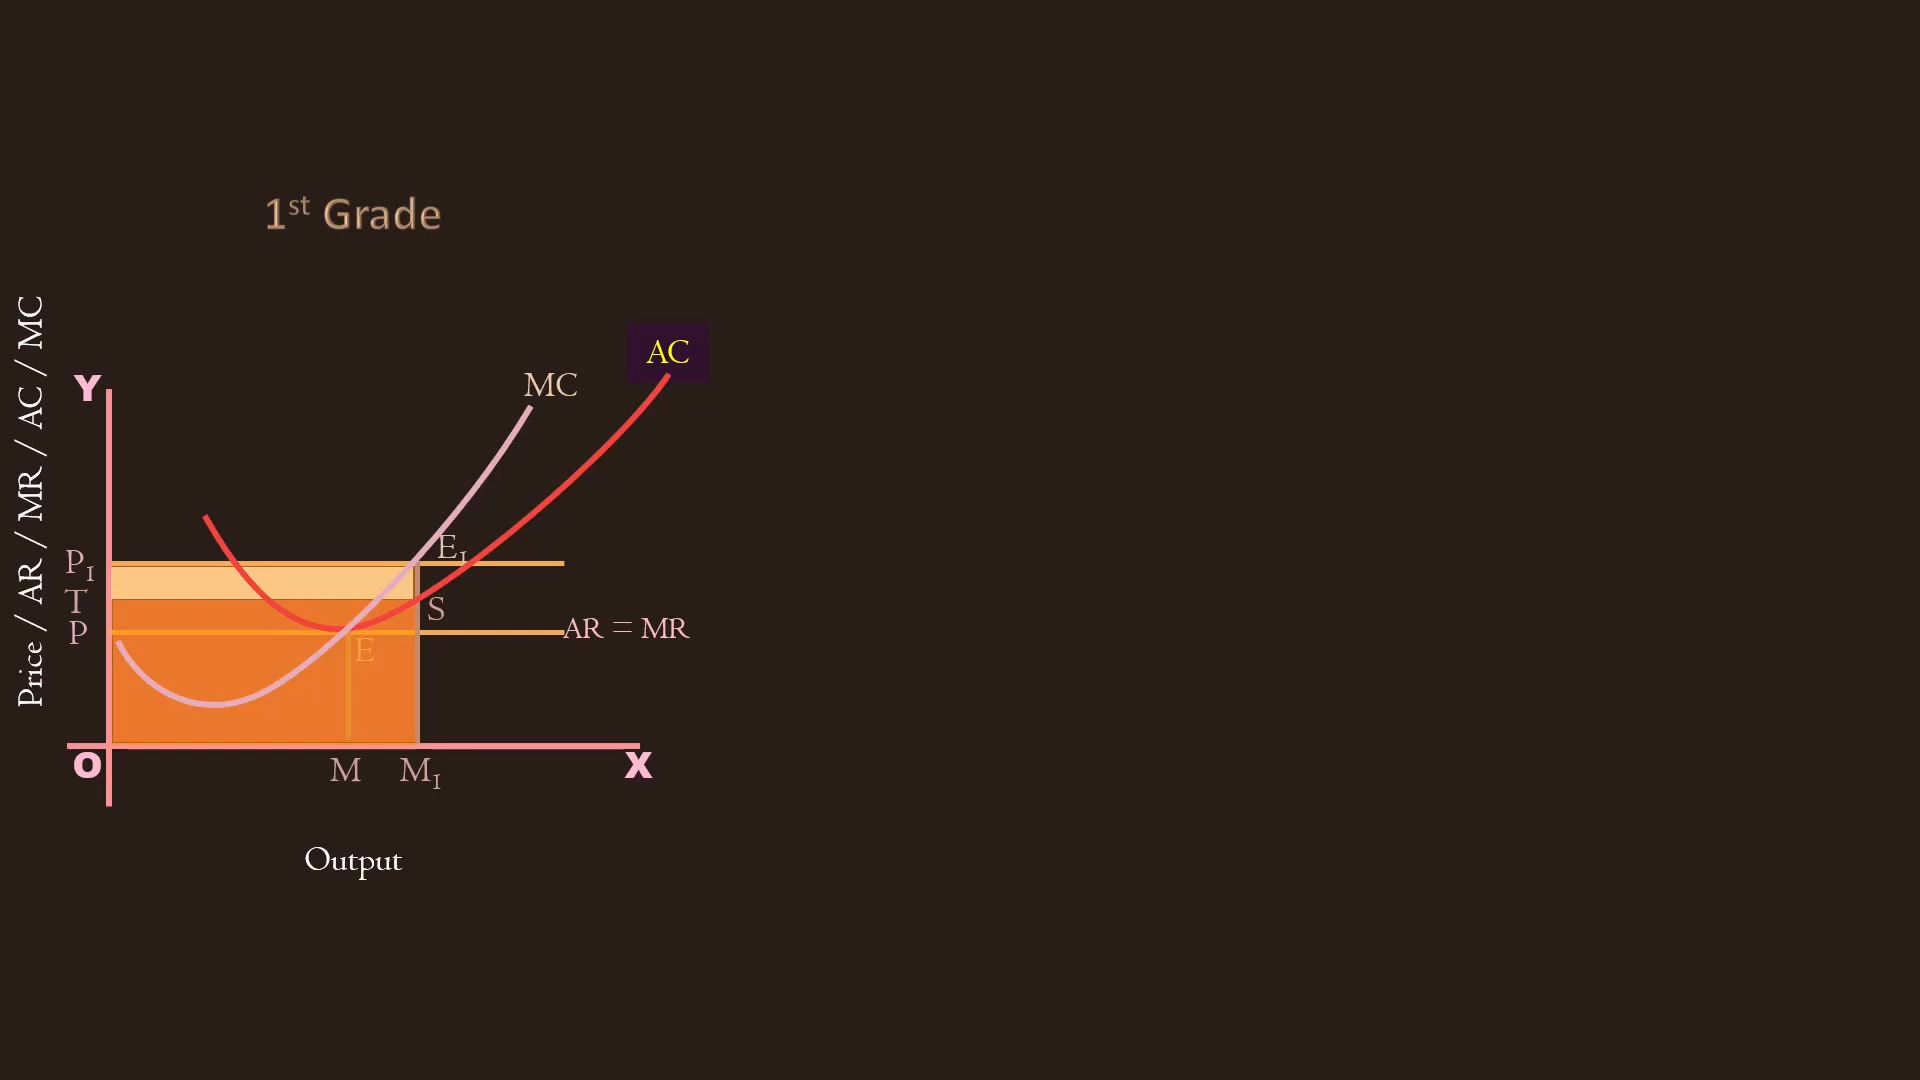 1st Grade
Price / AR / MR / AC / MC
AC
MC
Y
P1
E1
T
S
P
AR = MR
E
O
X
M
M1
Output